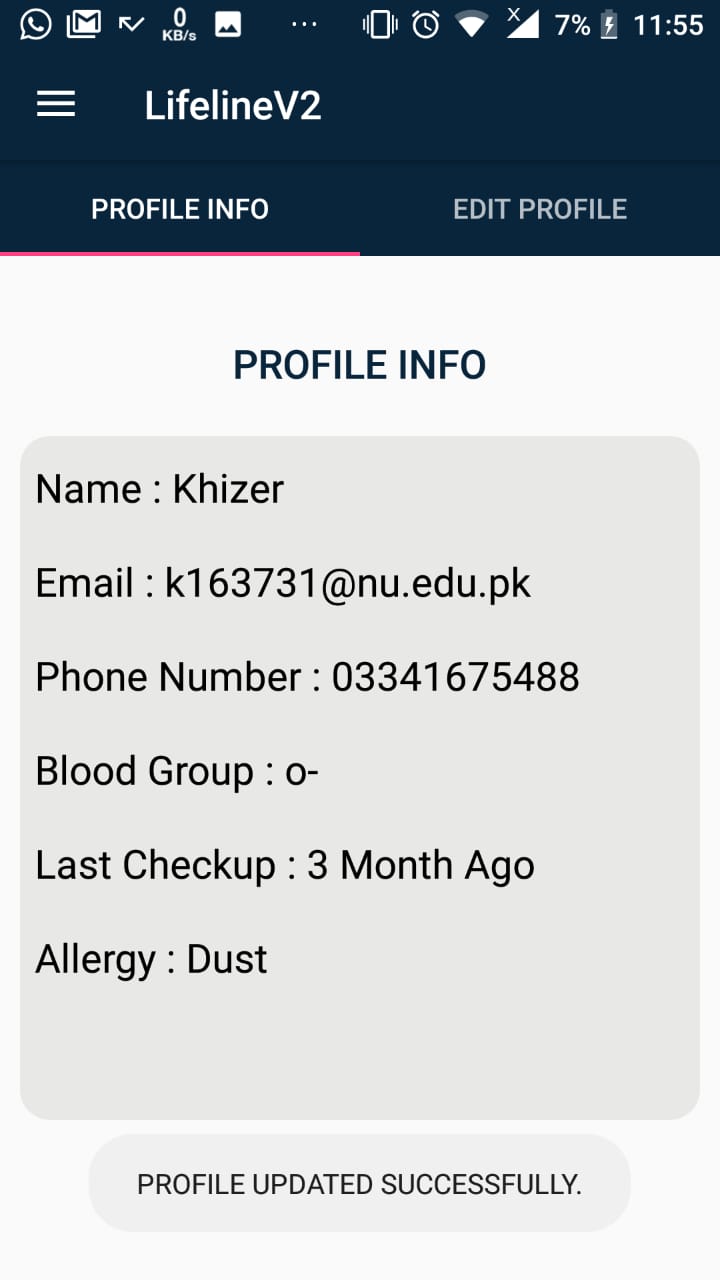 0
KB/s
... X 7% 11:55
LifelineV2
PROFILE INFO EDIT PROFILE
PROFILE INFO
Name : Khizer
Email : k163731@nu.edu.pk
Phone Number : 03341675488
Blood Group : o-
Last Checkup : 3 Month Ago
Allergy : Dust
PROFILE UPDATED SUCCESSFULLY.